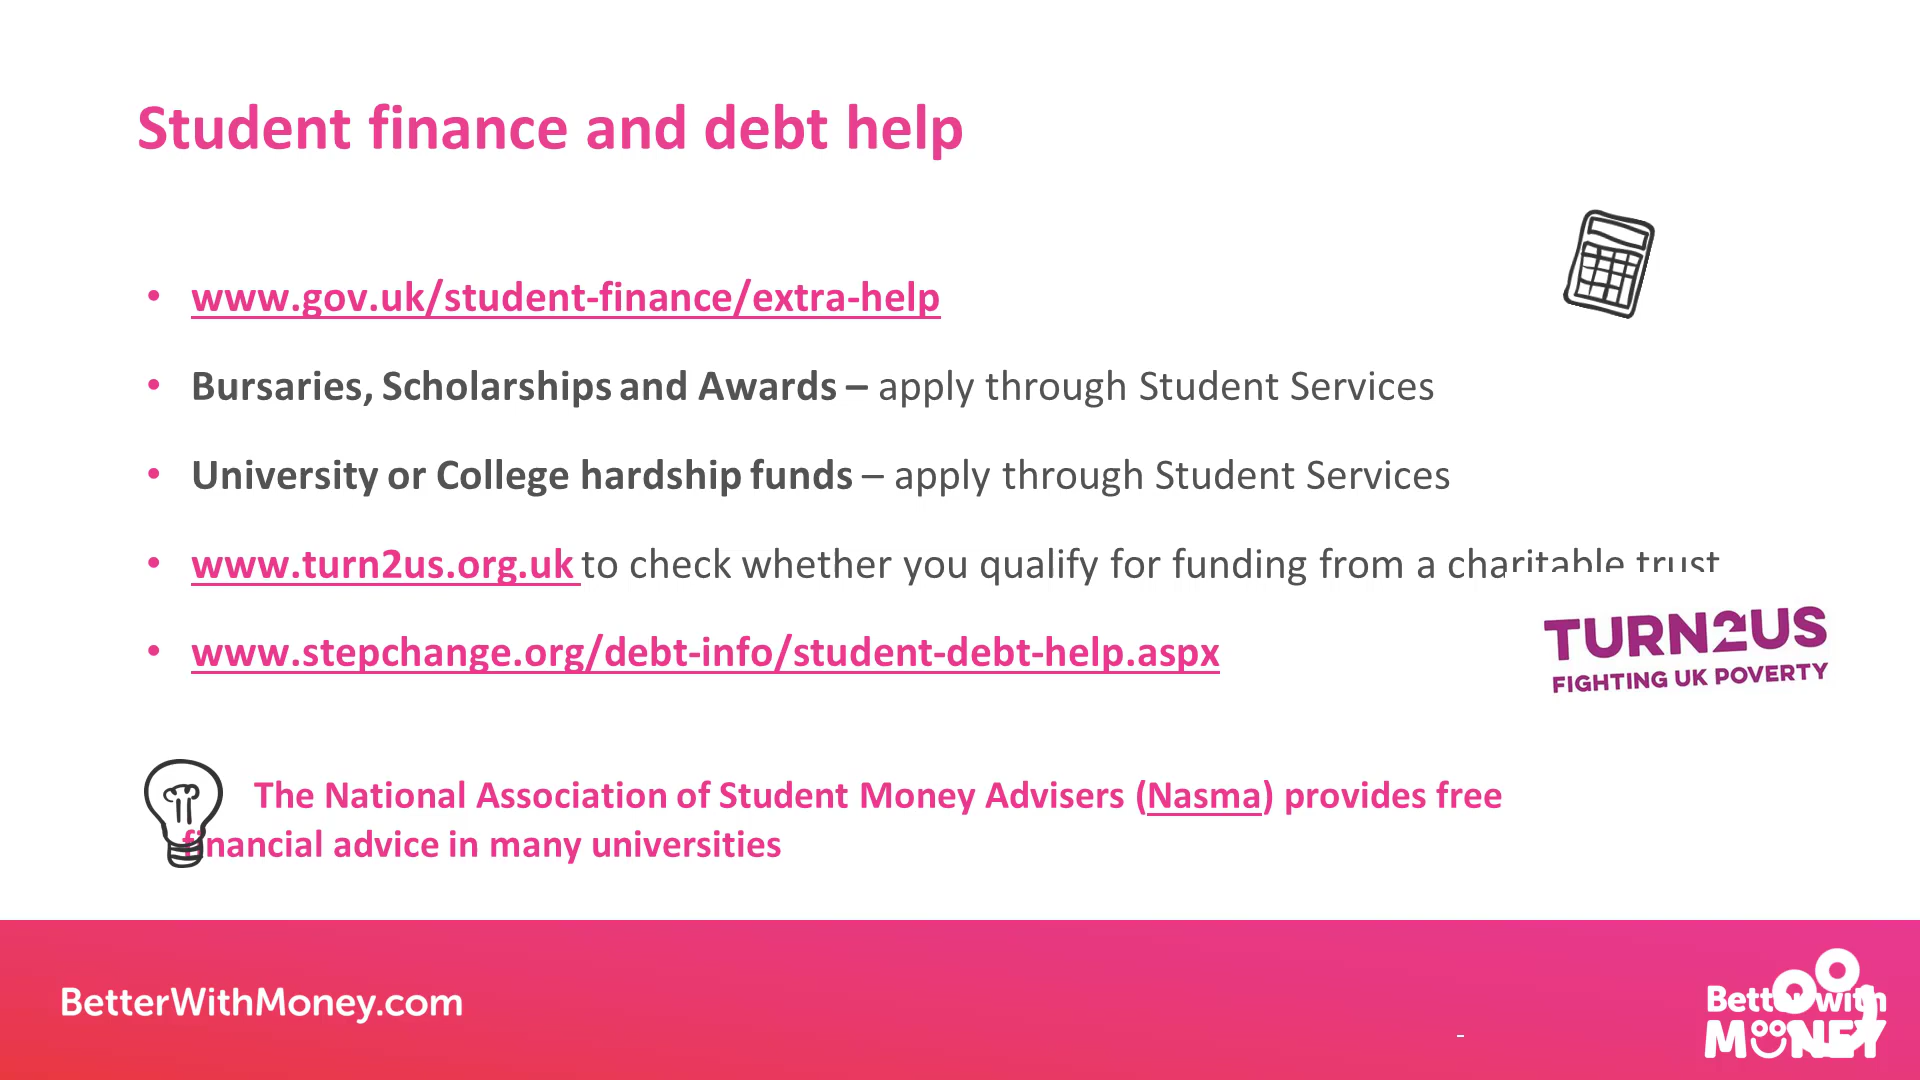 Student finance and debt help
• www.gov.uk/student-finance/extra-help
• Bursaries, Scholarships and Awards – apply through Student Services
• University or College hardship funds – apply through Student Services
• www.turn2us.org.uk to check whether you qualify for funding from a charitable trust
• www.stepchange.org/debt-info/student-debt-help.aspx
TURN2US
FIGHTING UK POVERTY
The National Association of Student Money Advisers (Nasma) provides free
financial advice in many universities
BetterWithMoney.com
-
Better with
MONEY